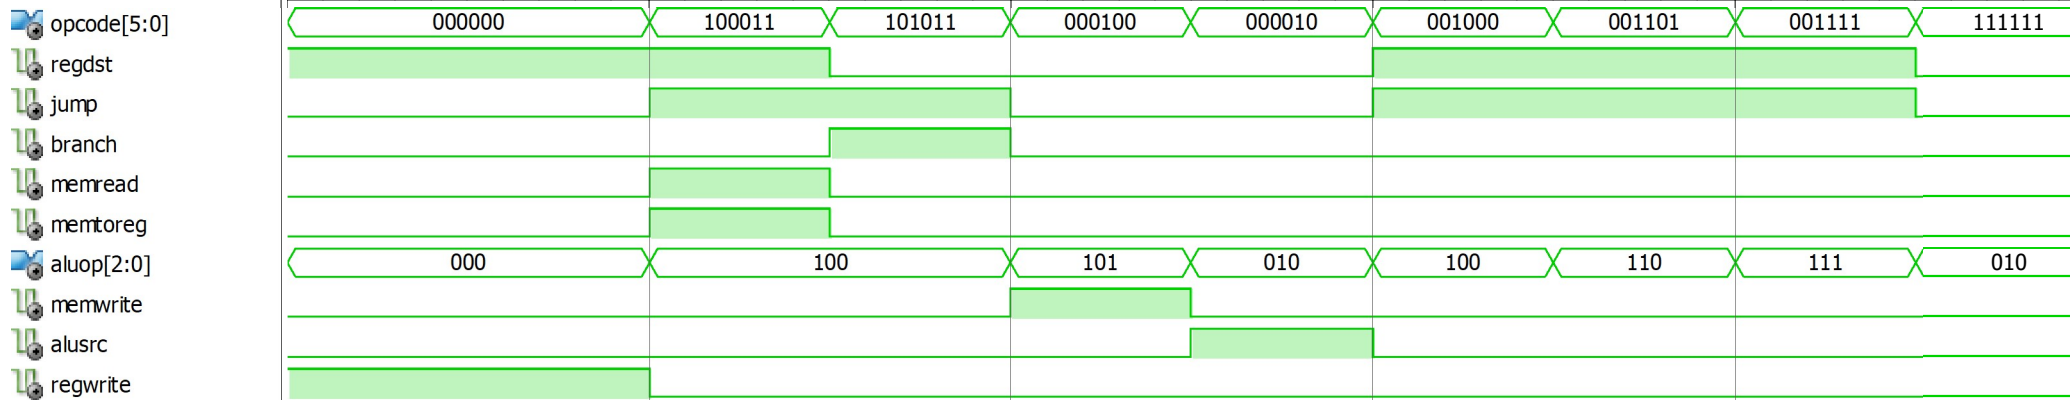 opcode[5:0] 000000 100011 101011 000100 000010 001000 001101 001111 111111
regdst
jump
branch
memread
memtoreg
aluop[2:0] 000 100 101 010 100 110 111 010
memwrite
alusrc
regwrite